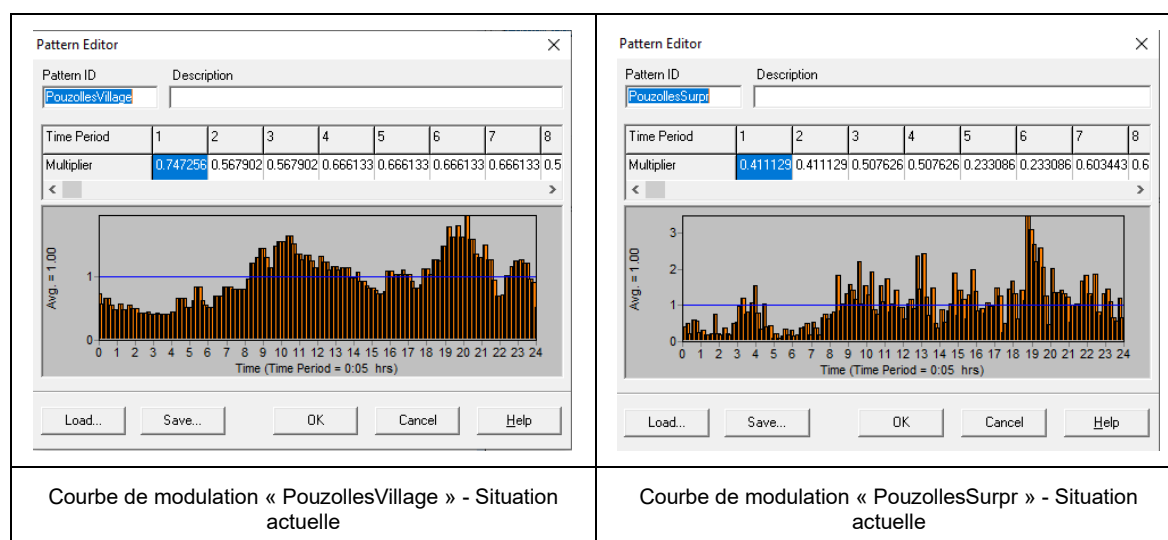 Pattern Editor
Pattern ID Description
PouzollesVillage
Time Period 1 2 3 4 5 6 7 8
Multiplier 0.747256 0.567902 0.567902 0.666133 0.666133 0.666133 0.666133 0.5
Avg. = 1.00
1
0
0 1 2 3 4 5 6 7 8 9 10 11 12 13 14 15 16 17 18 19 20 21 22 23 24
Time (Time Period = 0:05 hrs)
Load... Save... OK Cancel Help
Courbe de modulation « PouzollesVillage » - Situation
actuelle
Pattern Editor
Pattern ID Description
PouzollesSurpr
Time Period 1 2 3 4 5 6 7 8
Multiplier 0.411129 0.411129 0.507626 0.507626 0.233086 0.233086 0.603443 0.6
Avg. = 1.00
3
2
1
0
0 1 2 3 4 5 6 7 8 9 10 11 12 13 14 15 16 17 18 19 20 21 22 23 24
Time (Time Period = 0:05 hrs)
Load... Save... OK Cancel Help
Courbe de modulation « PouzollesSurpr » - Situation
actuelle